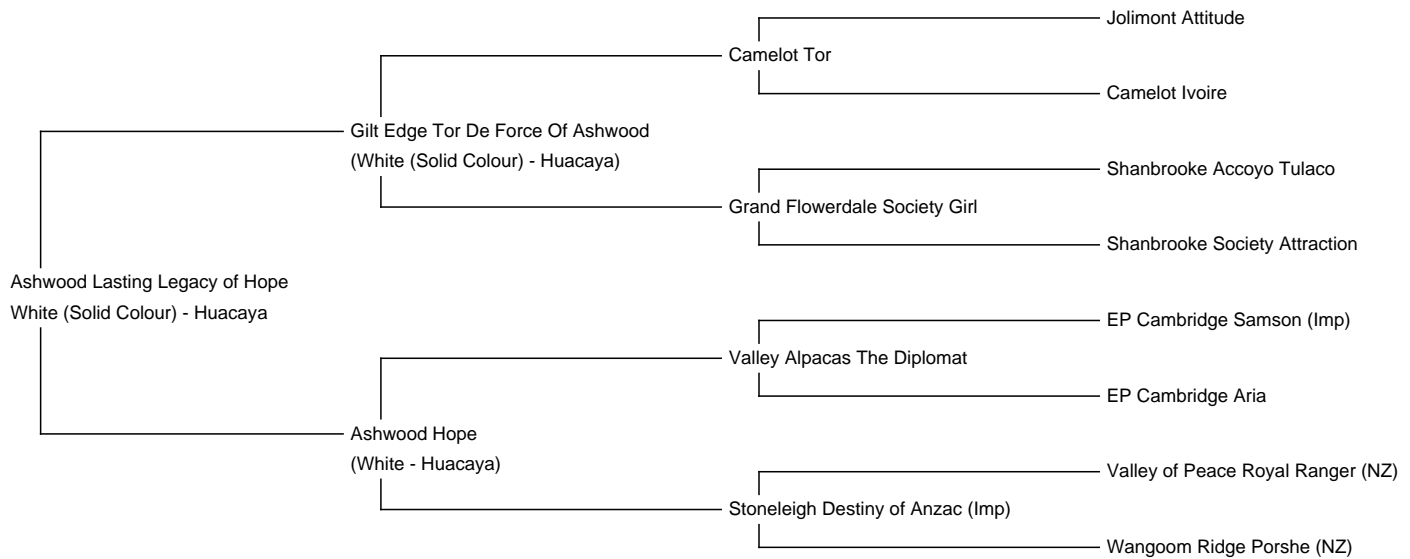 Jolimont Attitude
Camelot Tor
Camelot Ivoire
Gilt Edge Tor De Force Of Ashwood
(White (Solid Colour) - Huacaya)
Shanbrooke Accoyo Tulaco
Grand Flowerdale Society Girl
Shanbrooke Society Attraction
Ashwood Lasting Legacy of Hope
White (Solid Colour) - Huacaya
EP Cambridge Samson (Imp)
Valley Alpacas The Diplomat
EP Cambridge Aria
Ashwood Hope
(White - Huacaya)
Valley of Peace Royal Ranger (NZ)
Stoneleigh Destiny of Anzac (Imp)
Wangoom Ridge Porshe (NZ)